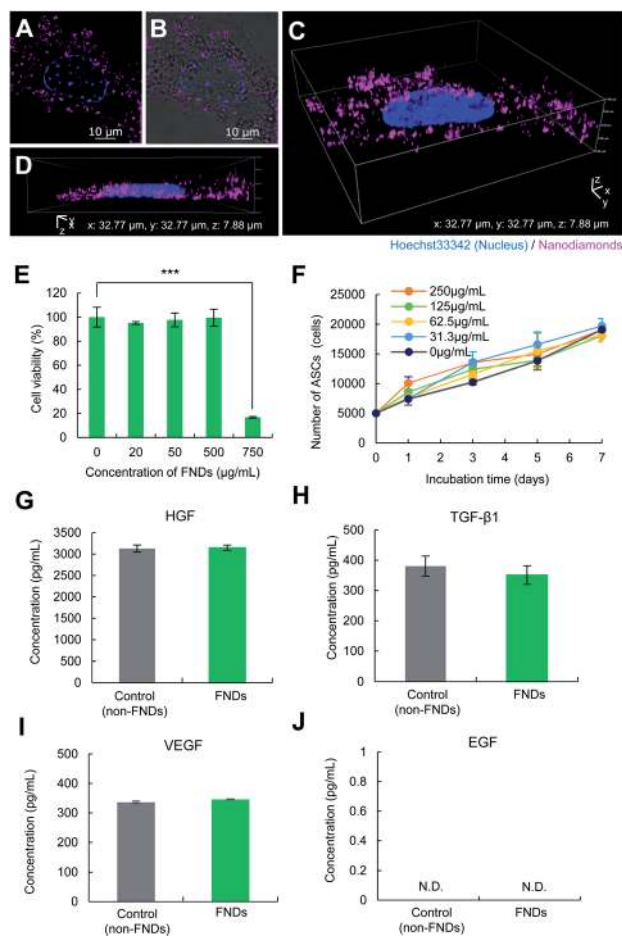 A
B
C
10 µm
10 µm
D
x: 32.77 µm, y: 32.77 µm, z: 7.88 µm
z
x
y
x: 32.77 µm, y: 32.77 µm, z: 7.88 µm
Hoechst33342 (Nucleus) / Nanodiamonds
E
***
120
100
80
60
40
20
0
Cell viability (%)
0 20 50 500 750
Concentration of FNDs (µg/mL)
F
250µg/mL
125µg/mL
62.5µg/mL
31.3µg/mL
0µg/mL
25000
20000
15000
10000
5000
0
Number of ASCs (cells)
0 1 2 3 4 5 6 7
Incubation time (days)
G
HGF
3500
3000
2500
2000
1500
1000
500
0
Concentration (pg/mL)
Control
(non-FNDs)
FNDs
H
TGF-β1
500
400
300
200
100
0
Concentration (pg/mL)
Control
(non-FNDs)
FNDs
I
VEGF
500
400
300
200
100
0
Concentration (pg/mL)
Control
(non-FNDs)
FNDs
J
EGF
1
0.8
0.6
0.4
0.2
0
Concentration (pg/mL)
N.D. N.D.
Control
(non-FNDs)
FNDs